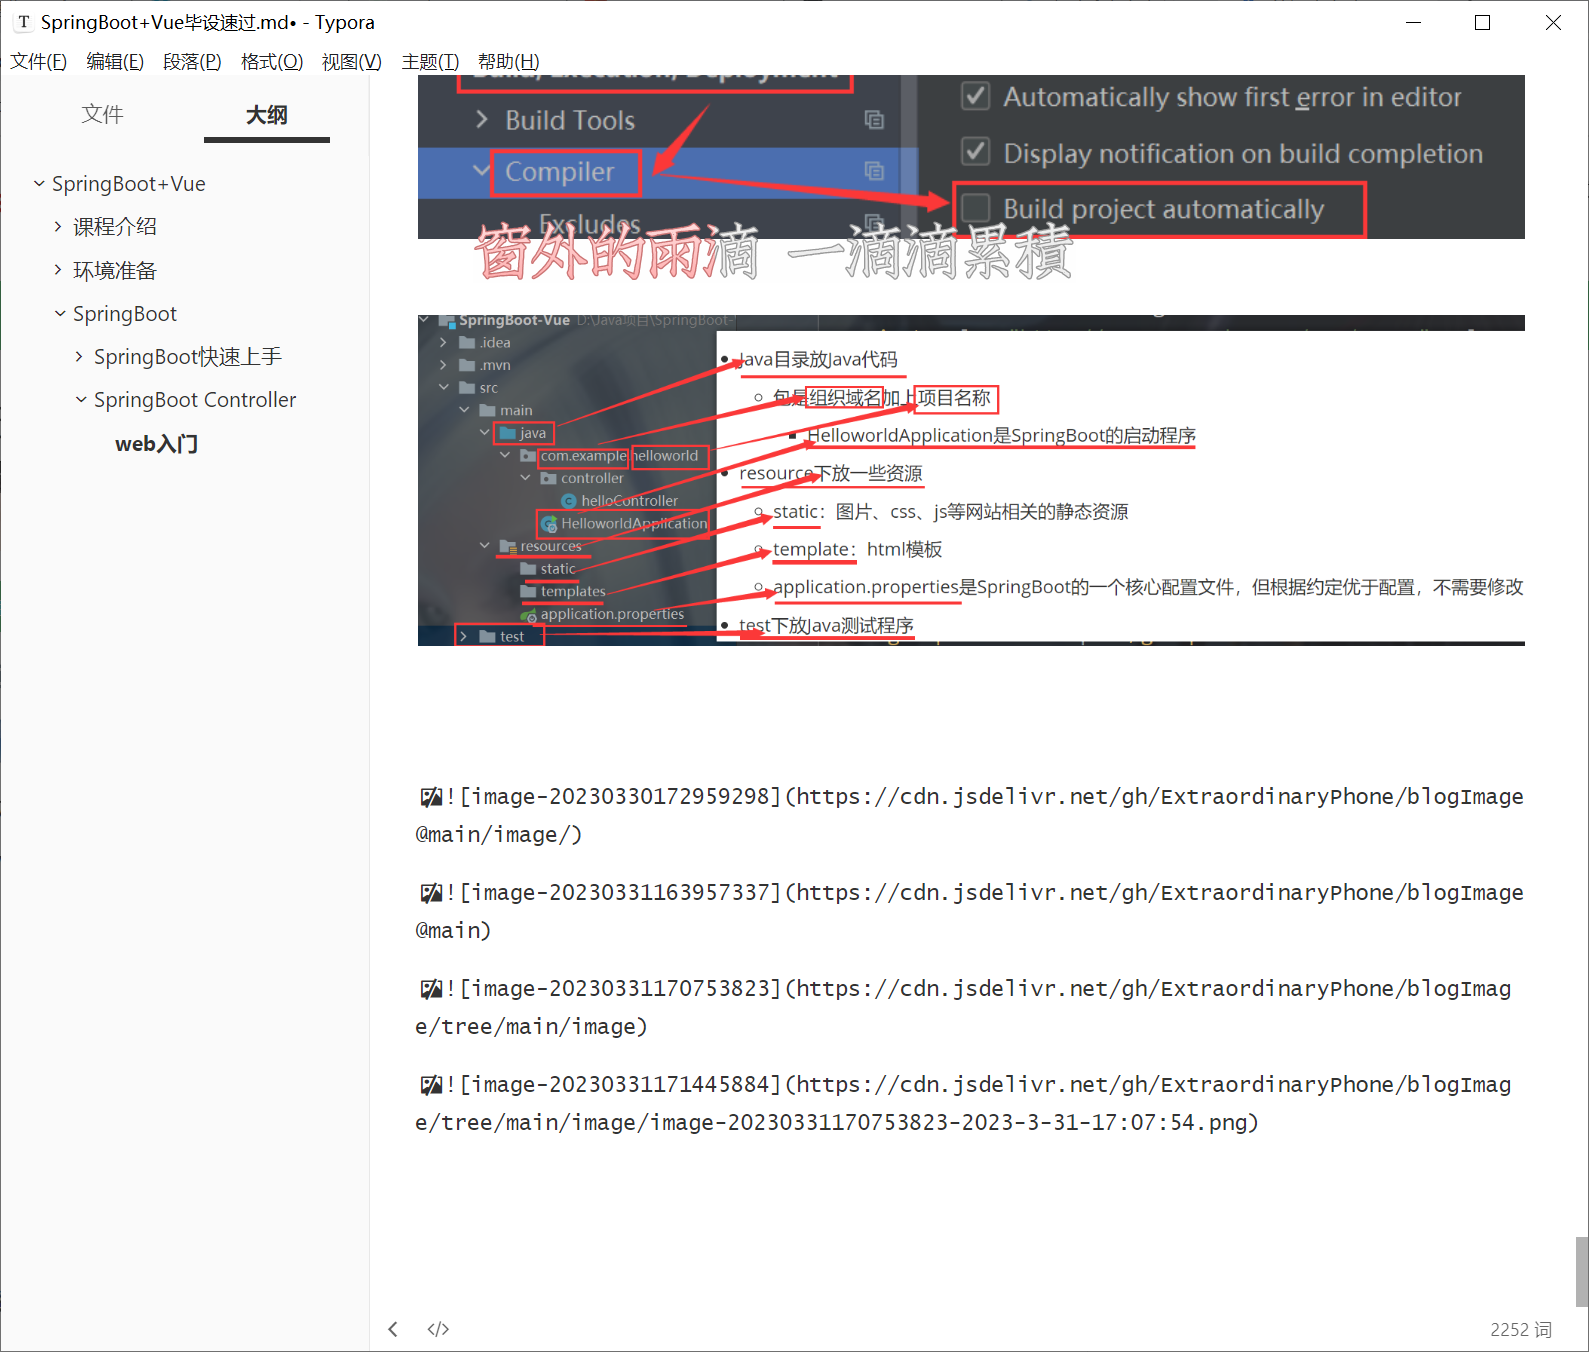 SpringBoot+Vue毕设速过.md• - Typora
文件(F) 编辑(E) 段落(P) 格式(O) 视图(V) 主题(T) 帮助(H)
文件 大纲
SpringBoot+Vue
课程介绍
环境准备
SpringBoot
SpringBoot快速上手
SpringBoot Controller
web入门
Build, Execution, Deployment
Build Tools
Compiler
Excludes
Automatically show first error in editor
Display notification on build completion
Build project automatically
窗外的雨滴 一滴滴累積
SpringBoot-Vue D:\Java项目\SpringBoot-
.idea
.mvn
src
main
java
com.example helloworld
controller
helloController
HelloworldApplication
resources
static
templates
application.properties
test
java目录放Java代码
包是组织域名加上项目名称
HelloworldApplication是SpringBoot的启动程序
resource下放一些资源
static：图片、css、js等网站相关的静态资源
template：html模板
application.properties是SpringBoot的一个核心配置文件，但根据约定优于配置，不需要修改
test下放Java测试程序
![image-20230330172959298](https://cdn.jsdelivr.net/gh/ExtraordinaryPhone/blogImage
@main/image/)
![image-20230331163957337](https://cdn.jsdelivr.net/gh/ExtraordinaryPhone/blogImage
@main)
![image-20230331170753823](https://cdn.jsdelivr.net/gh/ExtraordinaryPhone/blogImag
e/tree/main/image)
![image-20230331171445884](https://cdn.jsdelivr.net/gh/ExtraordinaryPhone/blogImag
e/tree/main/image/image-20230331170753823-2023-3-31-17:07:54.png)
2252 词